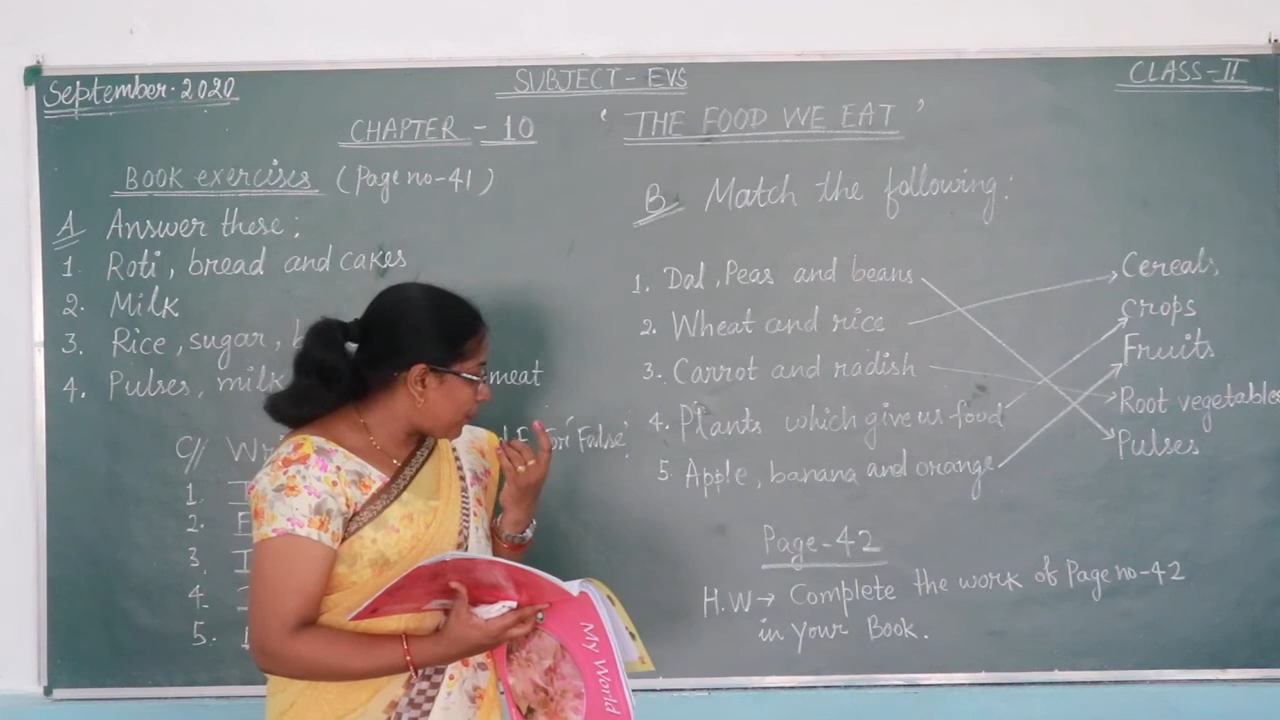 September.2020
SUBJECT - EVS
CLASS-II
CHAPTER - 10 ‘ THE FOOD WE EAT ’
BOOK exercises (Page no-41)
A Answer these:
1. Roti, bread and cakes
2. Milk
3. Rice, sugar,
4. Pulses, milk meat
C// for 'False'.
1.
2.
3.
4.
5.
B Match the following:
1. Dal, Peas and beans
2. Wheat and rice
3. Carrot and radish
4. Plants which give us food
5. Apple, banana and orange
Cereals
Crops
Fruits
Root vegetables
Pulses
Page-42
H.W→ Complete the work of Page no-42
in your Book.
My World